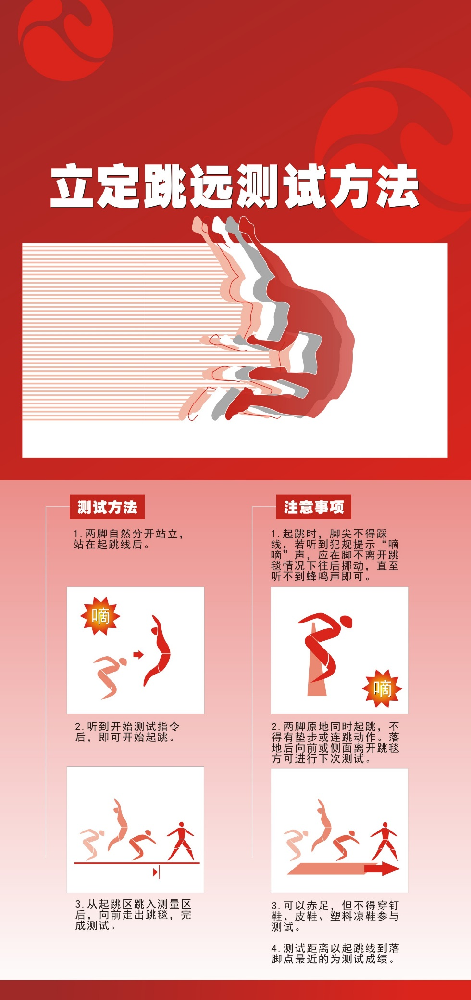 立定跳远测试方法
测试方法
1.两脚自然分开站立，
站在起跳线后。
嘀
2.听到开始测试指令
后，即可开始起跳。
3.从起跳区跳入测量区
后，向前走出跳毯，完
成测试。
注意事项
1.起跳时，脚尖不得踩
线，若听到犯规提示“嘀
嘀”声，应在脚不离开跳
毯情况下往后挪动，直至
听不到蜂鸣声即可。
嘀
2.两脚原地同时起跳，不
得有垫步或连跳动作。落
地后向前或侧面离开跳毯
方可进行下次测试。
3.可以赤足，但不得穿钉
鞋、皮鞋、塑料凉鞋参与
测试。
4.测试距离以起跳线到落
脚点最近的为测试成绩。